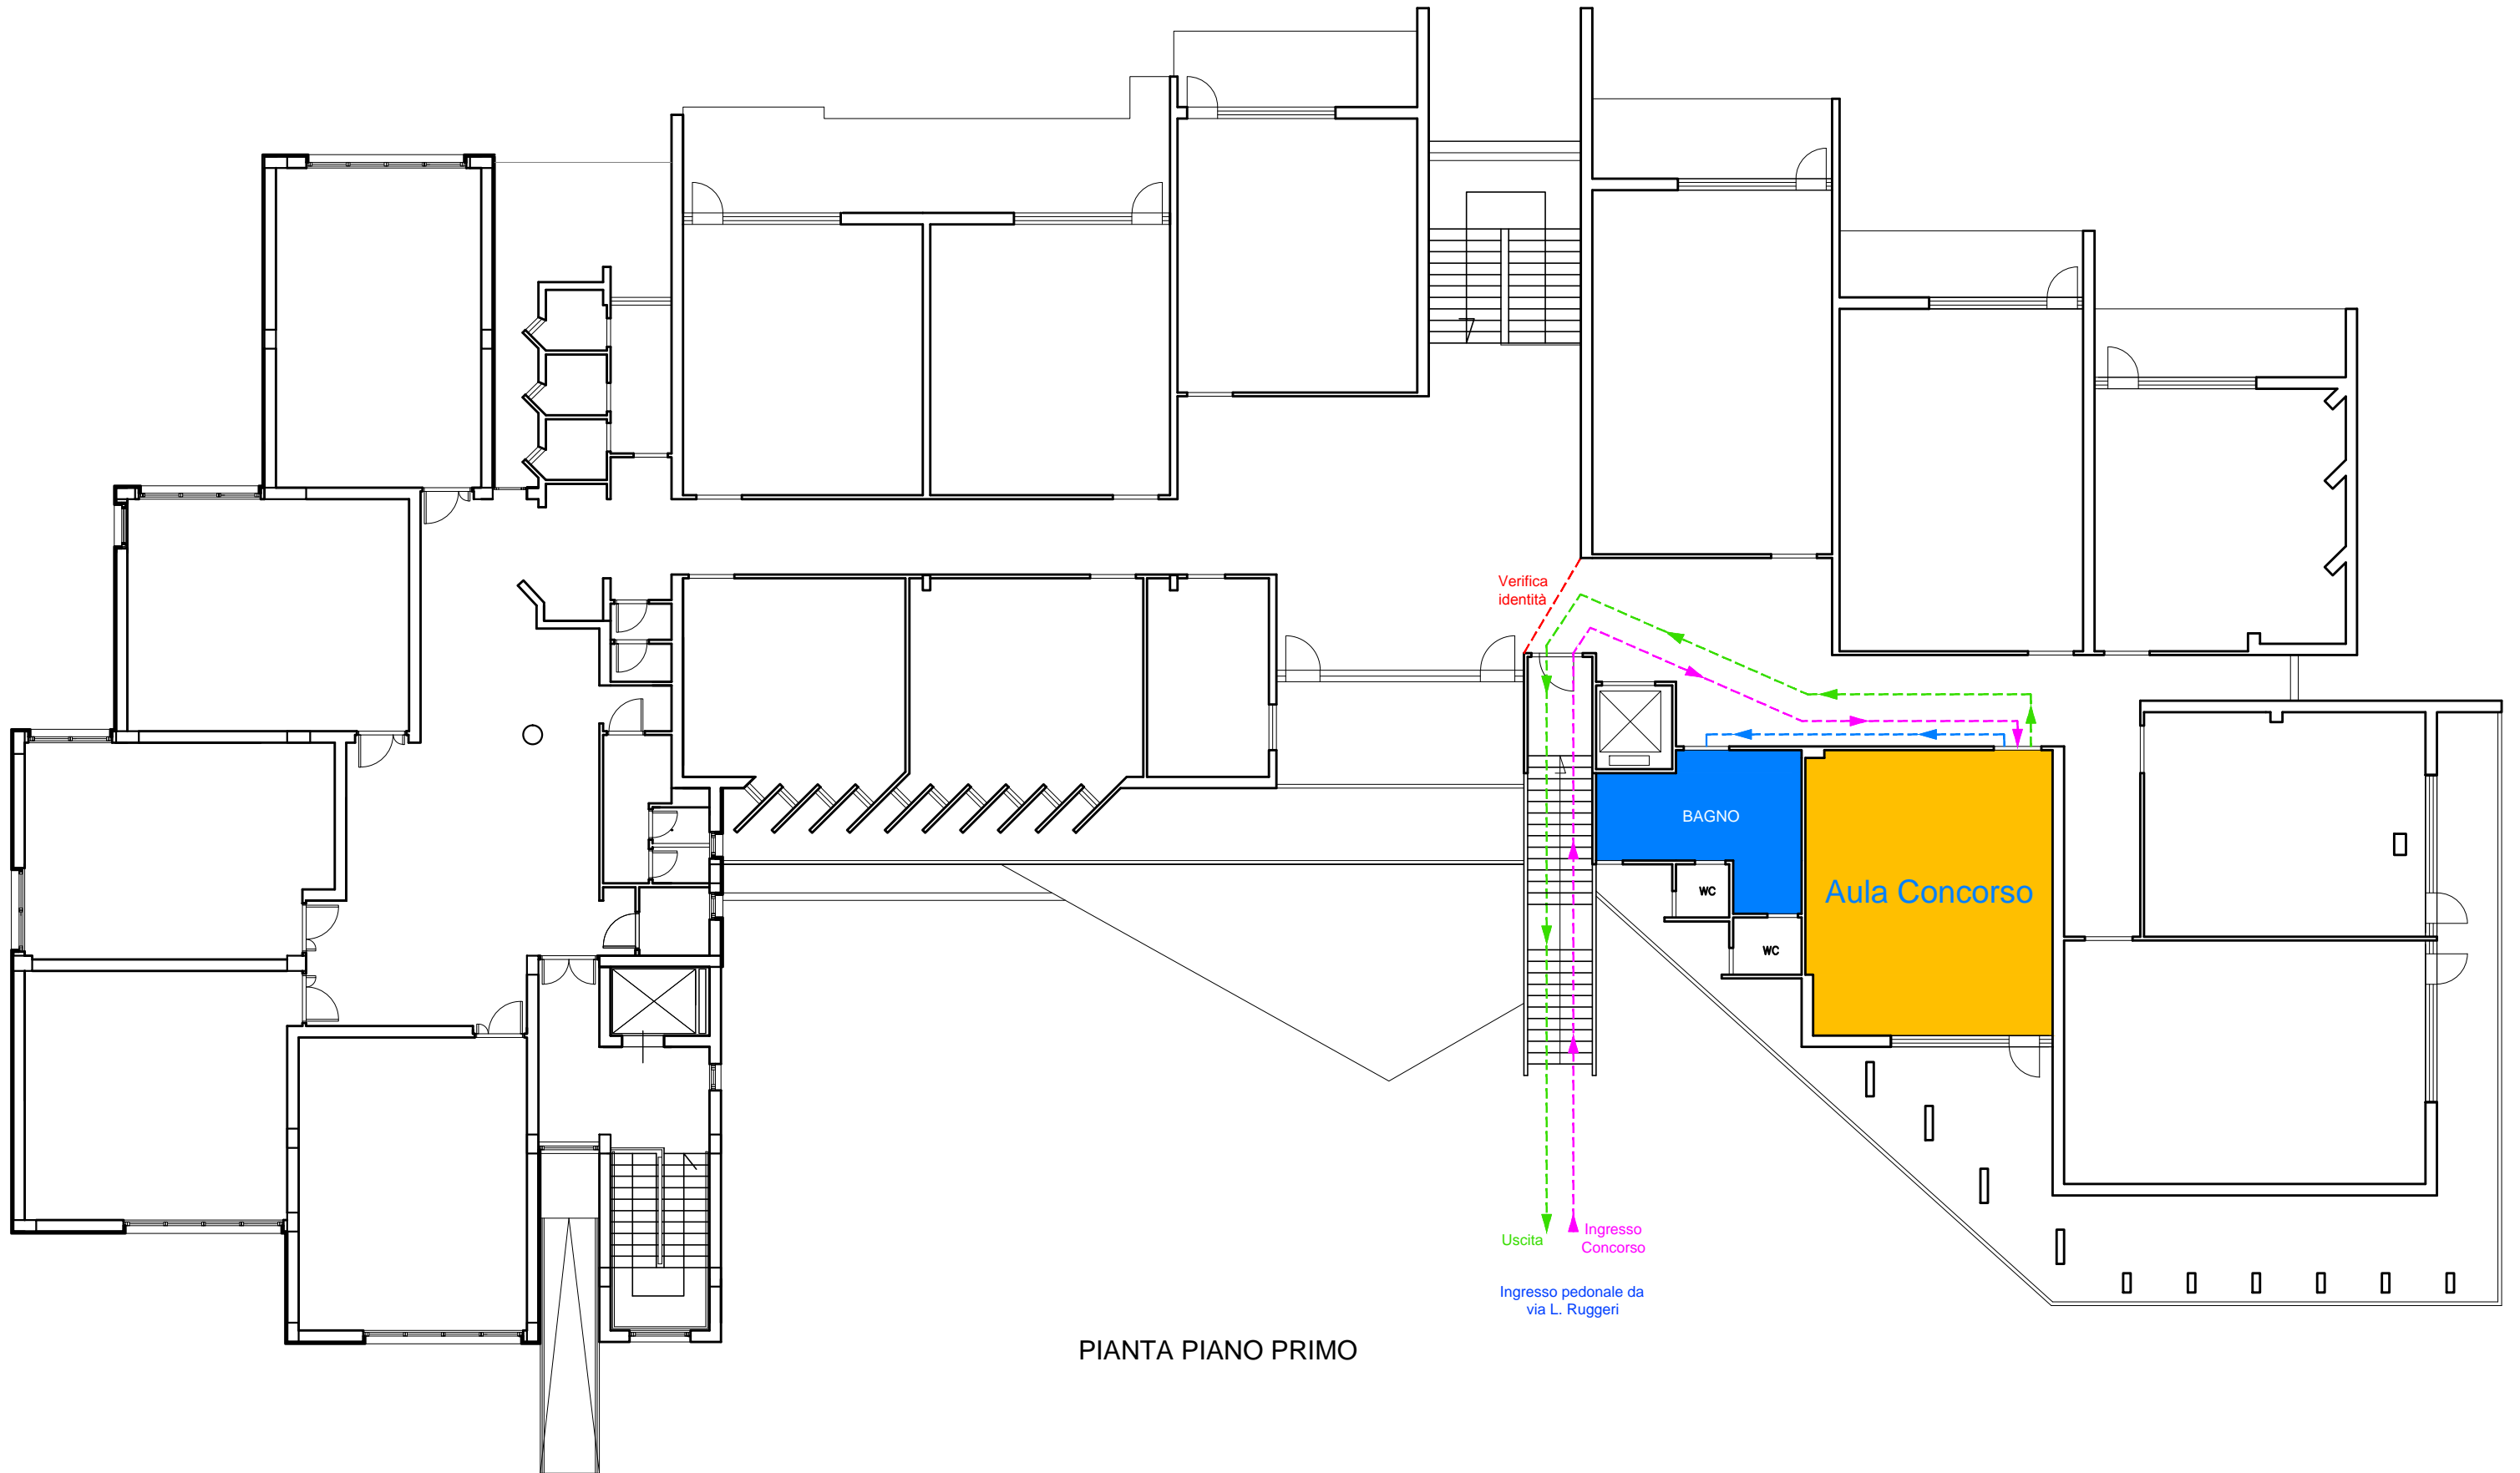 Verifica
identità
BAGNO
WC
Aula Concorso
WC
Uscita
Ingresso
Concorso
Ingresso pedonale da
via L. Ruggeri
PIANTA PIANO PRIMO